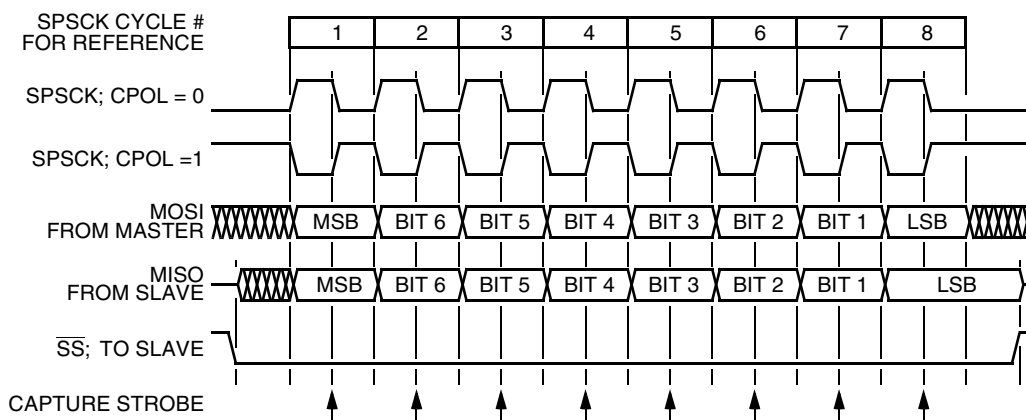 SPSCK CYCLE #
FOR REFERENCE
1 2 3 4 5 6 7 8
SPSCK; CPOL = 0
SPSCK; CPOL =1
MOSI
FROM MASTER
MSB BIT 6 BIT 5 BIT 4 BIT 3 BIT 2 BIT 1 LSB
MISO
FROM SLAVE
MSB BIT 6 BIT 5 BIT 4 BIT 3 BIT 2 BIT 1 LSB
SS; TO SLAVE
CAPTURE STROBE